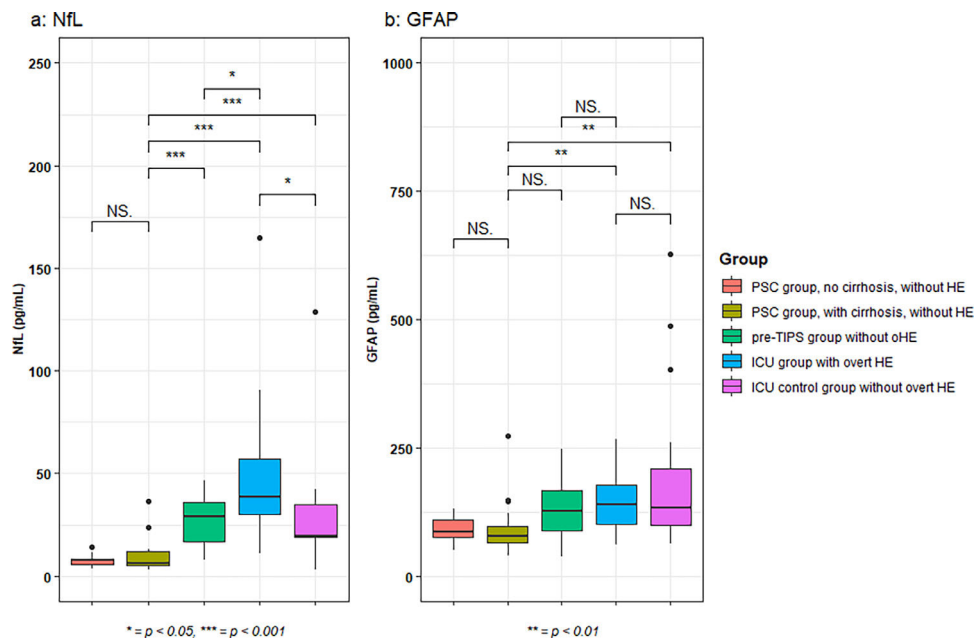 a: NfL
250
200
150
100
50
0
NfL (pg/mL)
*
***
***
***
*
NS.
* = p < 0.05, *** = p < 0.001
b: GFAP
1000
750
500
250
0
GFAP (pg/mL)
NS.
**
**
NS.
NS.
NS.
** = p < 0.01
Group
PSC group, no cirrhosis, without HE
PSC group, with cirrhosis, without HE
pre-TIPS group without oHE
ICU group with overt HE
ICU control group without overt HE